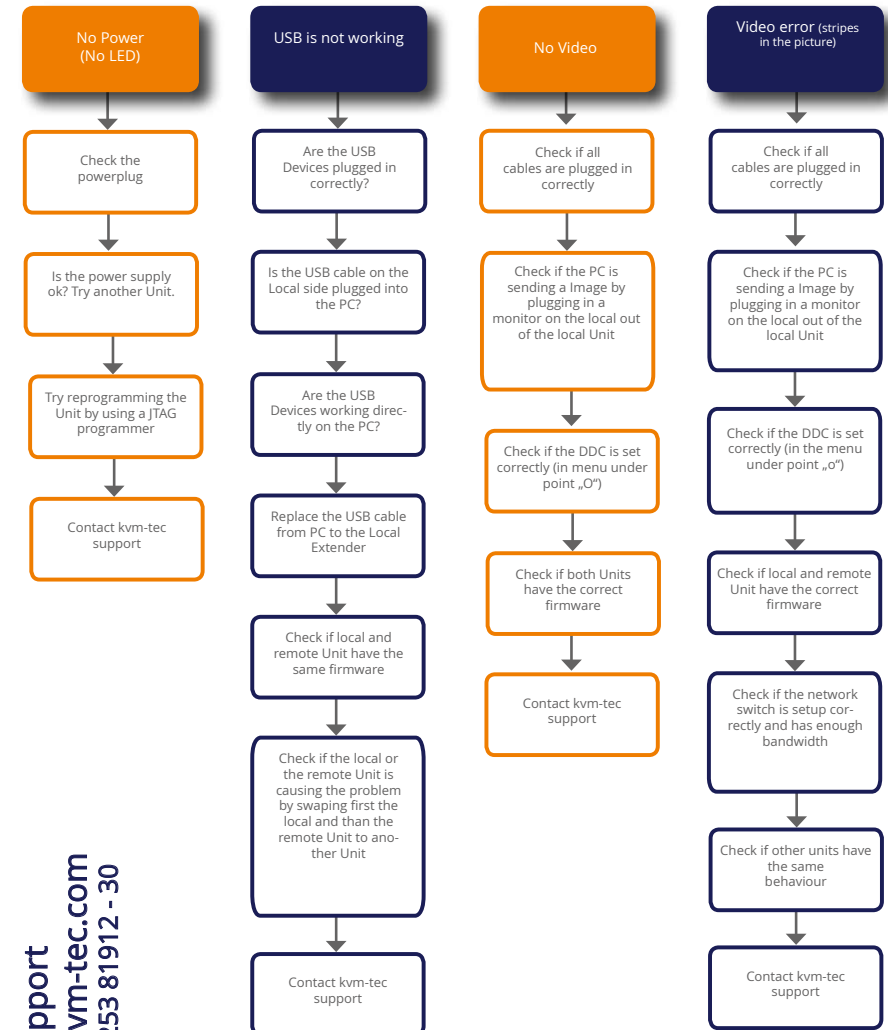 No Power
(No LED)
Check the
powerplug
Is the power supply
ok? Try another Unit.
Try reprogramming the
Unit by using a JTAG
programmer
Contact kvm-tec
support
USB is not working
Are the USB
Devices plugged in
correctly?
Is the USB cable on the
Local side plugged into
the PC?
Are the USB
Devices working direc-
tly on the PC?
Replace the USB cable
from PC to the Local
Extender
Check if local and
remote Unit have the
same firmware
Check if the local or
the remote Unit is
causing the problem
by swaping first the
local and than the
remote Unit to ano-
ther Unit
Contact kvm-tec
support
No Video
Check if all
cables are plugged in
correctly
Check if the PC is
sending a Image by
plugging in a
monitor on the local out
of the local Unit
Check if the DDC is set
correctly (in menu under
point „O“)
Check if both Units
have the correct
firmware
Contact kvm-tec
support
Video error (stripes
in the picture)
Check if all
cables are plugged in
correctly
Check if the PC is
sending a Image by
plugging in a monitor
on the local out of the
local Unit
Check if the DDC is set
correctly (in the menu
under point „o“)
Check if local and remote
Unit have the correct
firmware
Check if the network
switch is setup cor-
rectly and has enough
bandwidth
Check if other units have
the same
behaviour
Contact kvm-tec
support
pport
vm-tec.com
253 81912 - 30